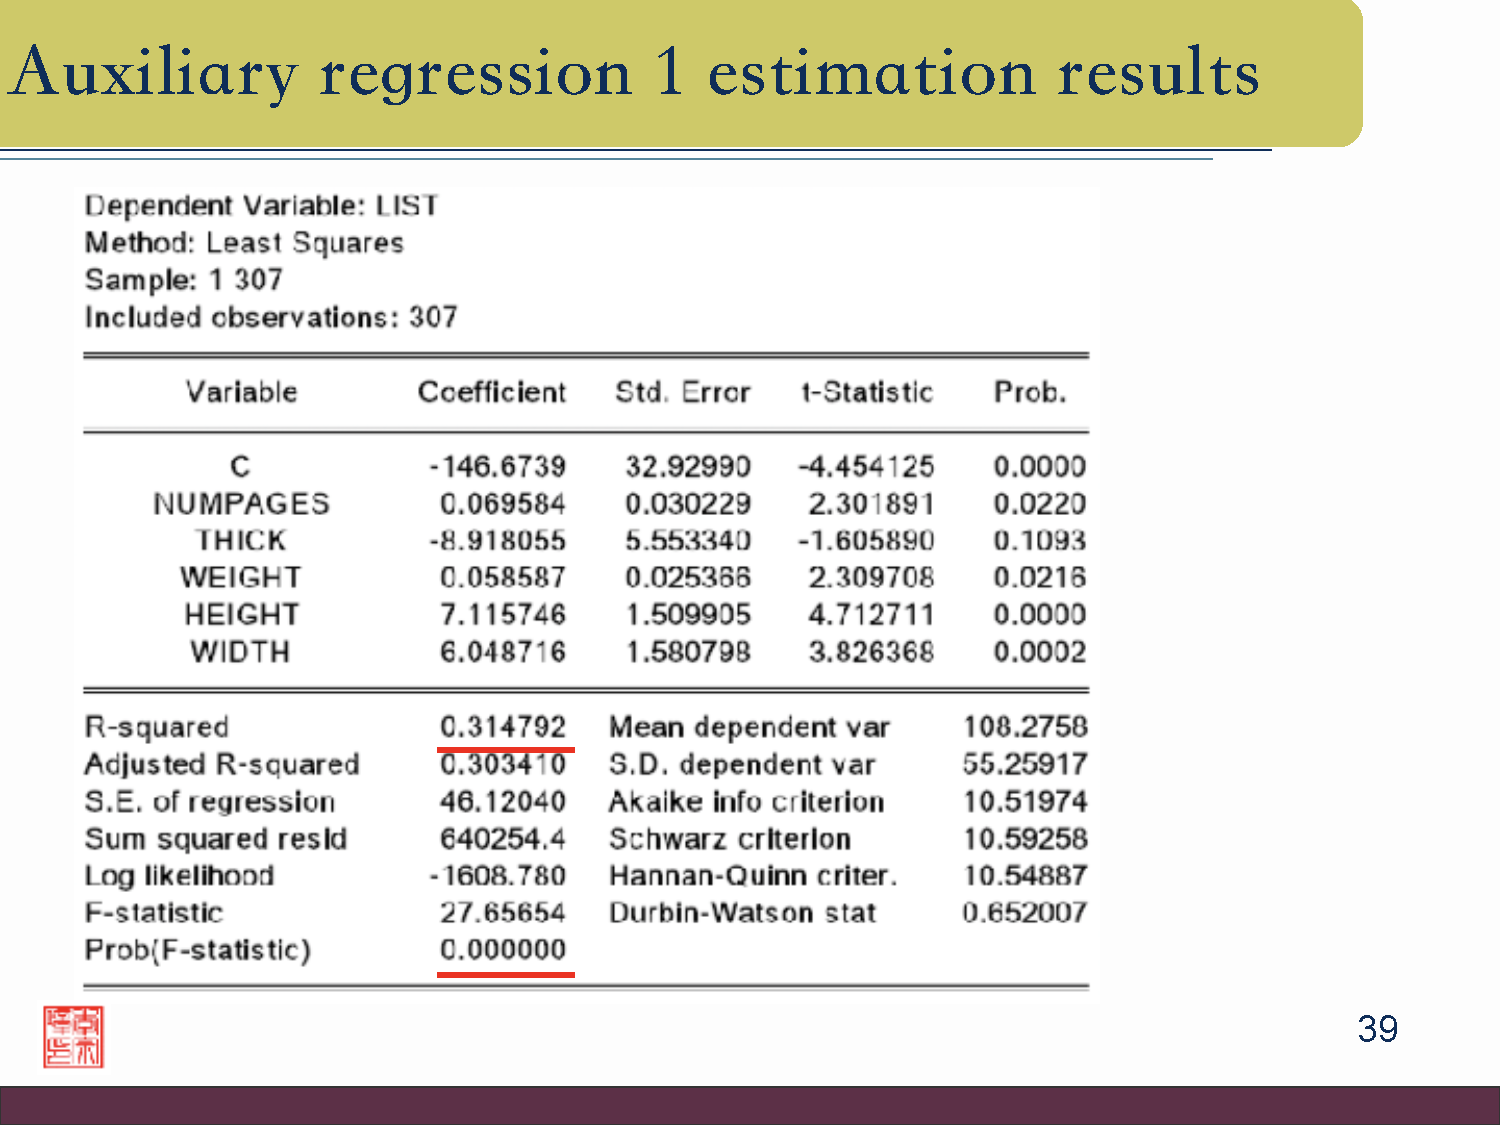 Auxiliary regression 1 estimation results
Dependent Variable: LIST
Method: Least Squares
Sample: 1 307
Included observations: 307
Variable Coefficient Std. Error t-Statistic Prob.
C -146.6739 32.92990 -4.454125 0.0000
NUMPAGES 0.069584 0.030229 2.301891 0.0220
THICK -8.918055 5.553340 -1.605890 0.1093
WEIGHT 0.058587 0.025366 2.309708 0.0216
HEIGHT 7.115746 1.509905 4.712711 0.0000
WIDTH 6.048716 1.580798 3.826368 0.0002
R-squared 0.314792 Mean dependent var 108.2758
Adjusted R-squared 0.303410 S.D. dependent var 55.25917
S.E. of regression 46.12040 Akaike info criterion 10.51974
Sum squared resid 640254.4 Schwarz criterion 10.59258
Log likelihood -1608.780 Hannan-Quinn criter. 10.54887
F-statistic 27.65654 Durbin-Watson stat 0.652007
Prob(F-statistic) 0.000000
39